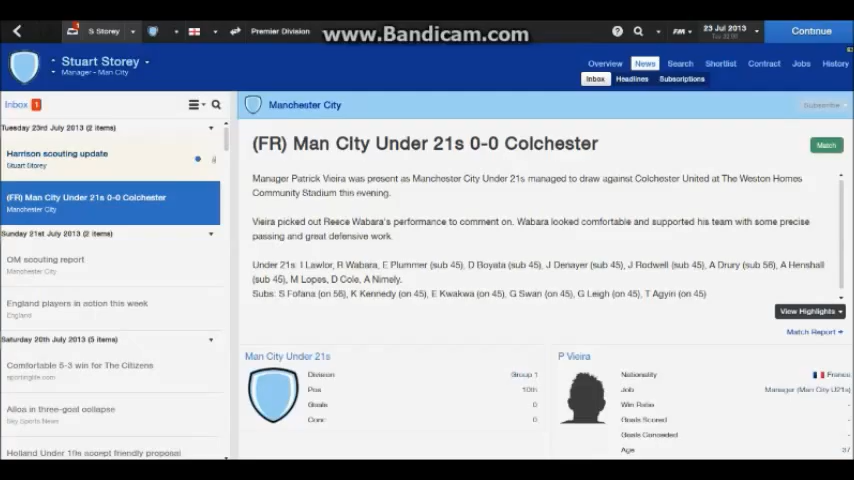 S Storey
Premier Division
www.Bandicam.com
23 Jul 2013
Continue
Stuart Storey
Manager - Man City
Overview News Search Shortlist Contract Jobs History
Inbox Headlines Subscriptions
Inbox 1
Manchester City
Subscribe
Tuesday 23rd July 2013 (2 items)
Harrison scouting update
Stuart Storey
(FR) Man City Under 21s 0-0 Colchester
Manchester City
Sunday 21st July 2013 (2 items)
OM scouting report
Manchester City
England players in action this week
England
Saturday 20th July 2013 (5 items)
Comfortable 5-3 win for The Citizens
sportinglife.com
Allos in three-goal collapse
Sky Sports News
Holland Under 19s accept friendly proposal
(FR) Man City Under 21s 0-0 Colchester
Match
Manager Patrick Vieira was present as Manchester City Under 21s managed to draw against Colchester United at The Weston Homes
Community Stadium this evening.
Vieira picked out Reece Wabara's performance to comment on. Wabara looked comfortable and supported his team with some precise
passing and great defensive work.
Under 21s: I Lawlor, R Wabara, E Plummer (sub 45), D Boyata (sub 45), J Denayer (sub 45), J Rodwell (sub 45), A Drury (sub 56), A Henshall
(sub 45), M Lopes, D Cole, A Nimely.
Subs: S Fofana (on 56), K Kennedy (on 45), E Kwakwa (on 45), G Swan (on 45), G Leigh (on 45), T Agyiri (on 45)
View Highlights
Match Report
Man City Under 21s
Division Group 1
Pos 10th
Goals 0
Conc 0
P Vieira
Nationality France
Job Manager (Man City U21s)
Win Ratio -
Goals Scored -
Goals Conceded -
Age 37